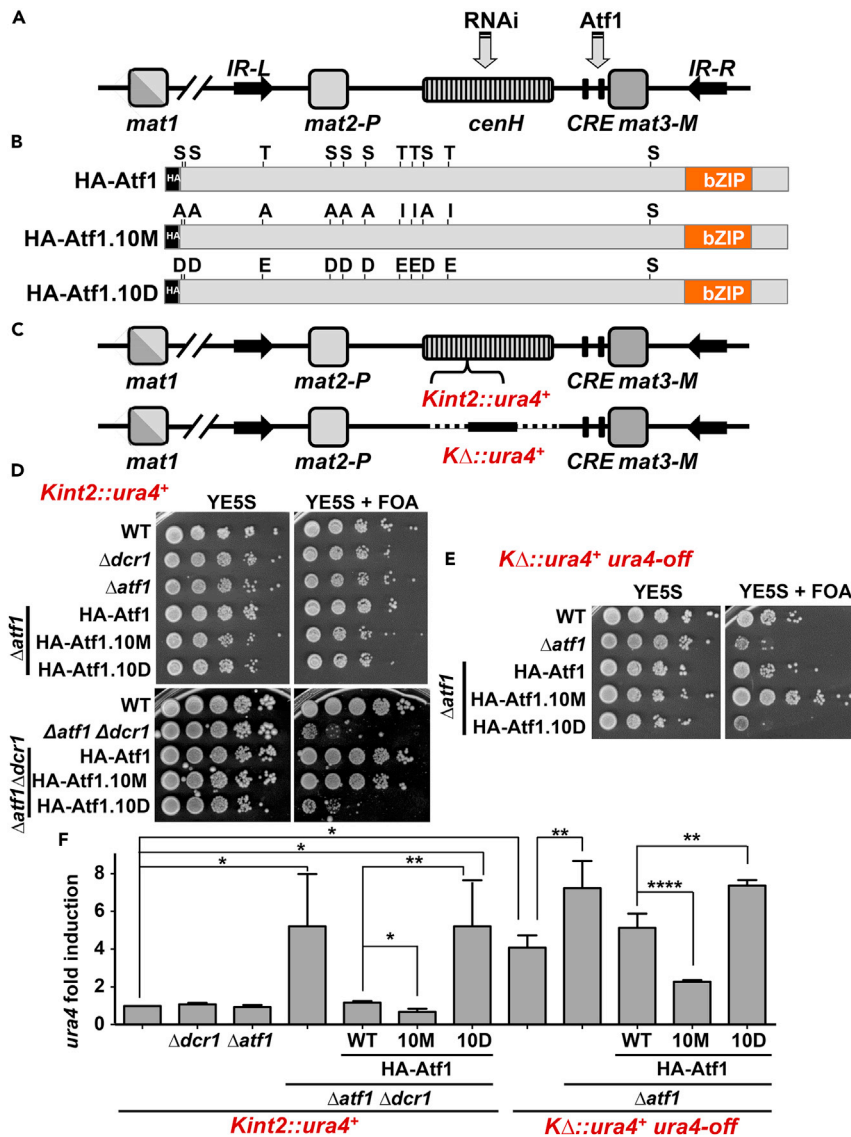 A
RNAi Atf1
IR-L IR-R
mat1 mat2-P cenH CRE mat3-M
B
S S T S S S T T S T S
HA-Atf1 HA bZIP
A A A A A A I I A I S
HA-Atf1.10M HA bZIP
D D E D D D E E D E S
HA-Atf1.10D HA bZIP
C
mat1 mat2-P CRE mat3-M
Kint2::ura4+
mat1 mat2-P CRE mat3-M
KΔ::ura4+
D
Kint2::ura4+
YE5S YE5S + FOA
WT
Δdcr1
Δatf1
Δatf1
HA-Atf1
HA-Atf1.10M
HA-Atf1.10D
WT
Δatf1 Δdcr1
Δatf1Δdcr1
HA-Atf1
HA-Atf1.10M
HA-Atf1.10D
E
KΔ::ura4+ ura4-off
YE5S YE5S + FOA
WT
Δatf1
Δatf1
HA-Atf1
HA-Atf1.10M
HA-Atf1.10D
F
ura4 fold induction
8
6
4
2
0
*
*
*
**
*
**
**
****
Δdcr1 Δatf1 WT 10M 10D WT 10M 10D
HA-Atf1 HA-Atf1
Δatf1 Δdcr1 Δatf1
Kint2::ura4+ KΔ::ura4+ ura4-off